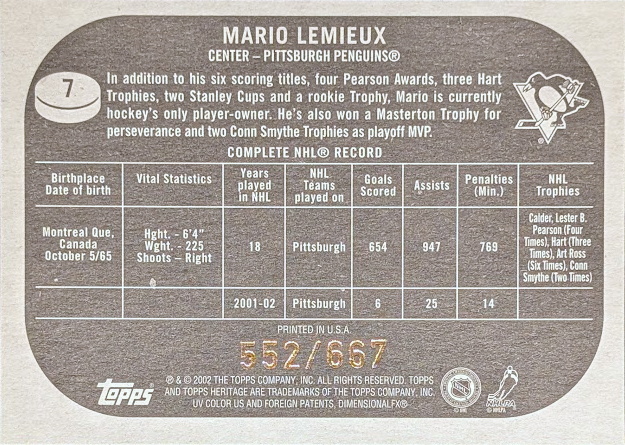 MARIO LEMIEUX
CENTER – PITTSBURGH PENGUINS®
7
In addition to his six scoring titles, four Pearson Awards, three Hart
Trophies, two Stanley Cups and a rookie Trophy, Mario is currently
hockey's only player-owner. He's also won a Masterton Trophy for
perseverance and two Conn Smythe Trophies as playoff MVP.
COMPLETE NHL® RECORD
Birthplace
Date of birth
Vital Statistics
Years
played
in NHL
NHL
Teams
played on
Goals
Scored
Assists
Penalties
(Min.)
NHL
Trophies
Montreal Que,
Canada
October 5/65
Hght. - 6'4"
Wght. - 225
Shoots – Right
18
Pittsburgh
654
947
769
Calder, Lester B.
Pearson (Four
Times), Hart (Three
Times), Art Ross
(Six Times), Conn
Smythe (Two Times)
2001-02
Pittsburgh
6
25
14
PRINTED IN U.S.A
552/667
Topps®
℗ & © 2002 THE TOPPS COMPANY, INC. ALL RIGHTS RESERVED. TOPPS
AND TOPPS HERITAGE ARE TRADEMARKS OF THE TOPPS COMPANY, INC.
UV COLOR US AND FOREIGN PATENTS, DIMENSIONALFX®
NHLPA